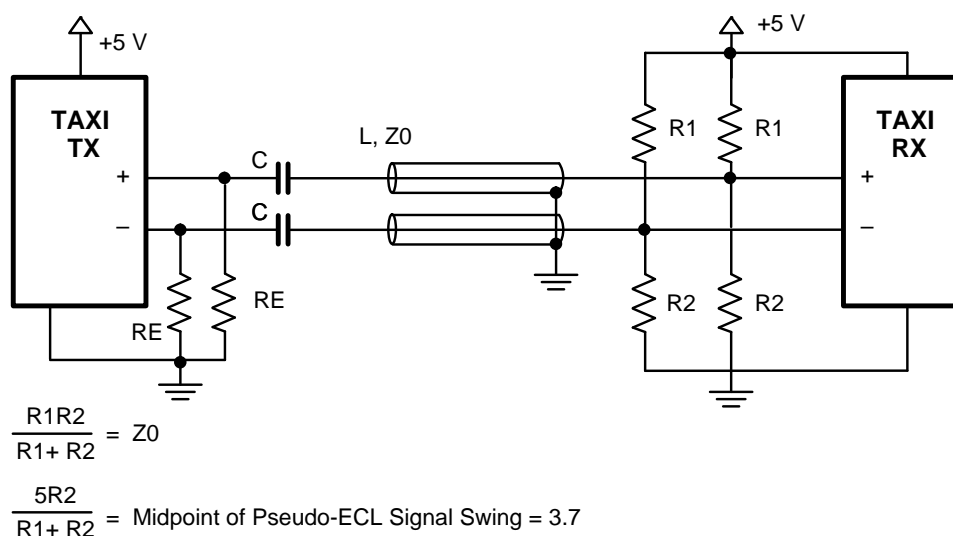 +5 V
+5 V
TAXI
TX
TAXI
RX
L, Z0
R1
R1
C
+
+
C
–
–
RE
RE
R2
R2
R1R2
R1+ R2
= Z0
5R2
R1+ R2
= Midpoint of Pseudo-ECL Signal Swing = 3.7